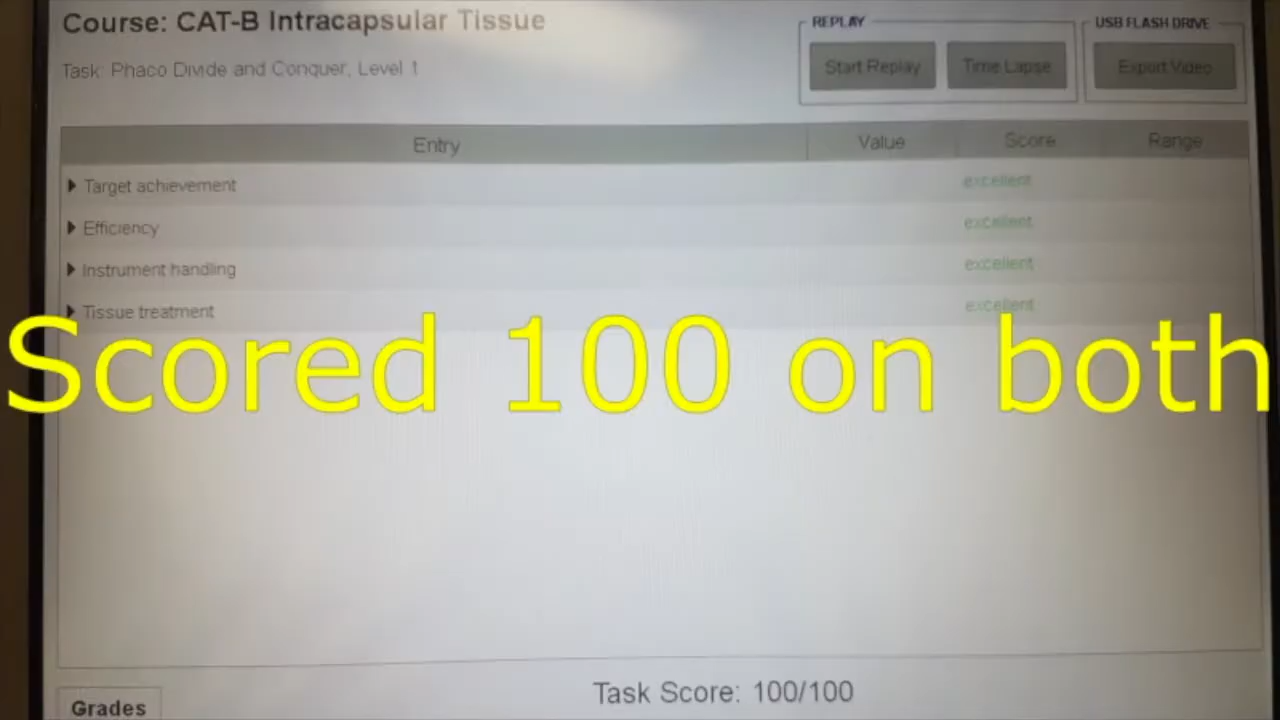 Course: CAT-B Intracapsular Tissue
Task: Phaco Divide and Conquer, Level 1
REPLAY
Start Replay Time Lapse
USB FLASH DRIVE
Export Video
Entry Value Score Range
Target achievement excellent
Efficiency excellent
Instrument handling excellent
Tissue treatment excellent
Scored 100 on both
Task Score: 100/100
Grades